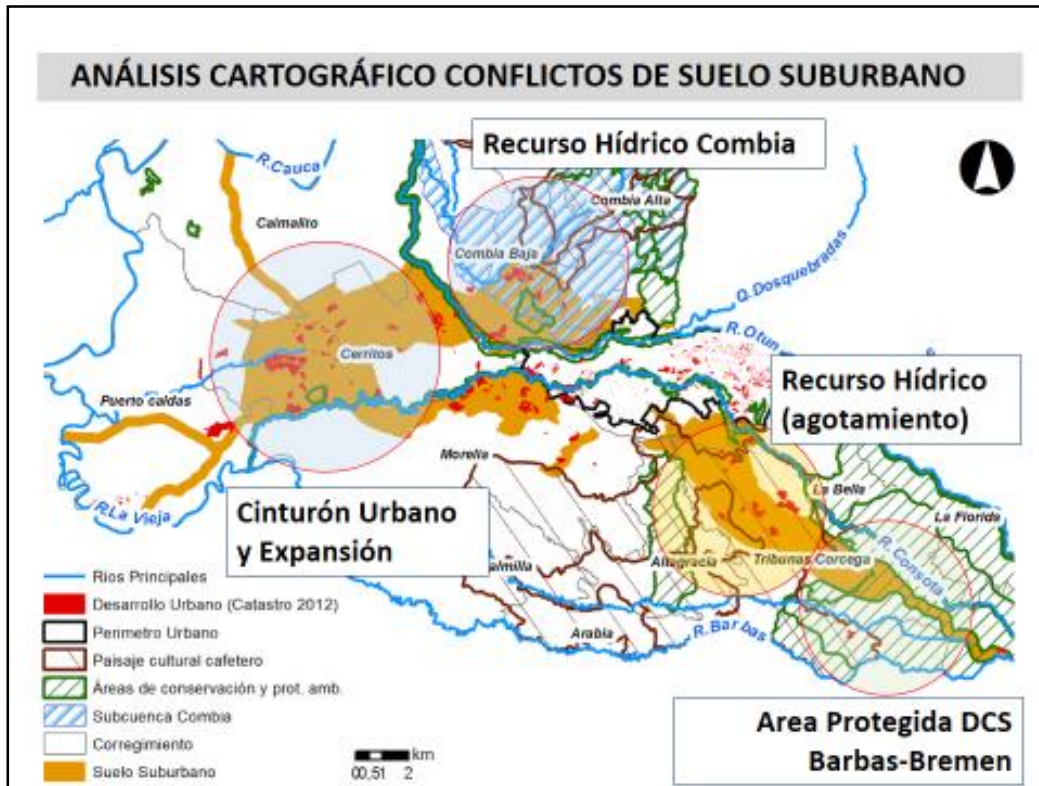 ANÁLISIS CARTOGRÁFICO CONFLICTOS DE SUELO SUBURBANO
Recurso Hídrico Combia
R.Cauca
Caimalito
Combia Alta
Combia Baja
Q.Dosquebradas
R.Otun
Cerritos
Recurso Hídrico
(agotamiento)
Puerto caldas
Morelia
La Bella
La Florida
R.La Vieja
Cinturón Urbano
y Expansión
Altagracia
Tribunas Corcega
R.Consota
Arabia
R.Barbas
Rios Principales
Desarrollo Urbano (Catastro 2012)
Perimetro Urbano
Paisaje cultural cafetero
Áreas de conservación y prot. amb.
Subcuenca Combia
Corregimiento
Suelo Suburbano
km
00,51 2
Area Protegida DCS
Barbas-Bremen